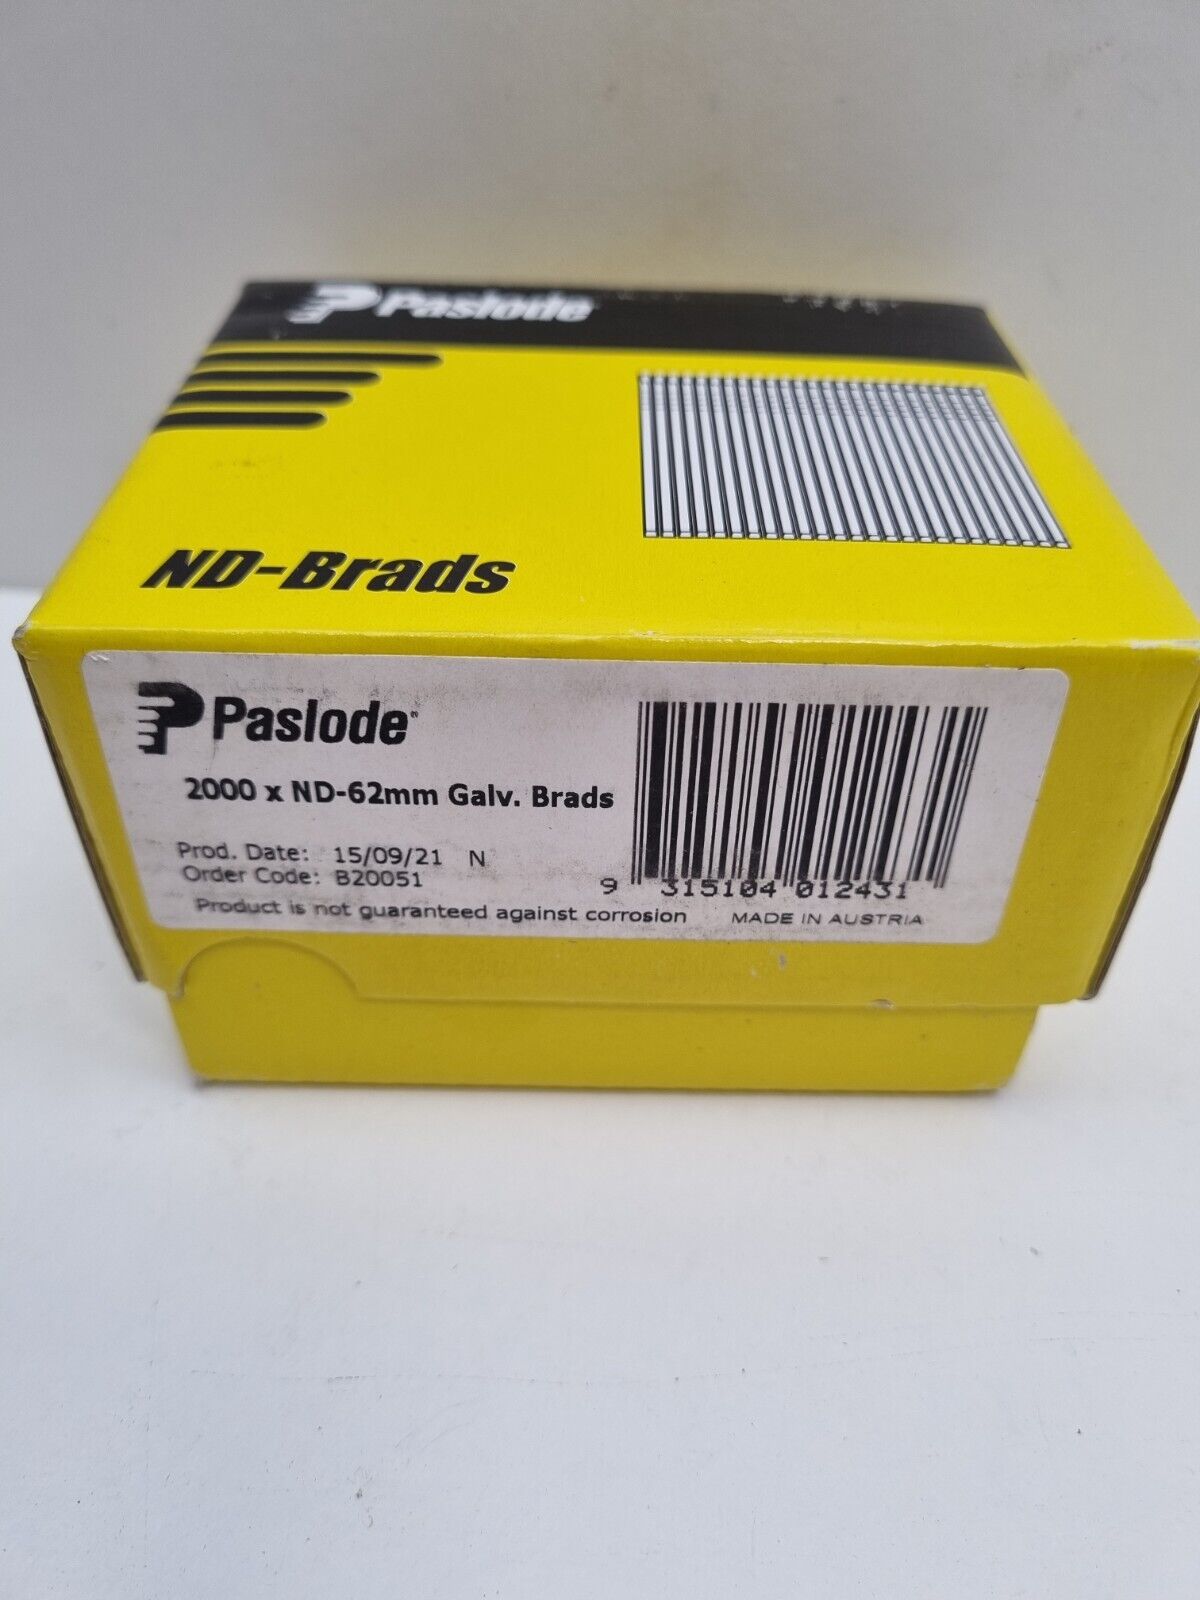 Paslode
ND-Brads
Paslode
2000 x ND-62mm Galv. Brads
Prod. Date: 15/09/21 N
Order Code: B20051
9 315104 012431
Product is not guaranteed against corrosion MADE IN AUSTRIA